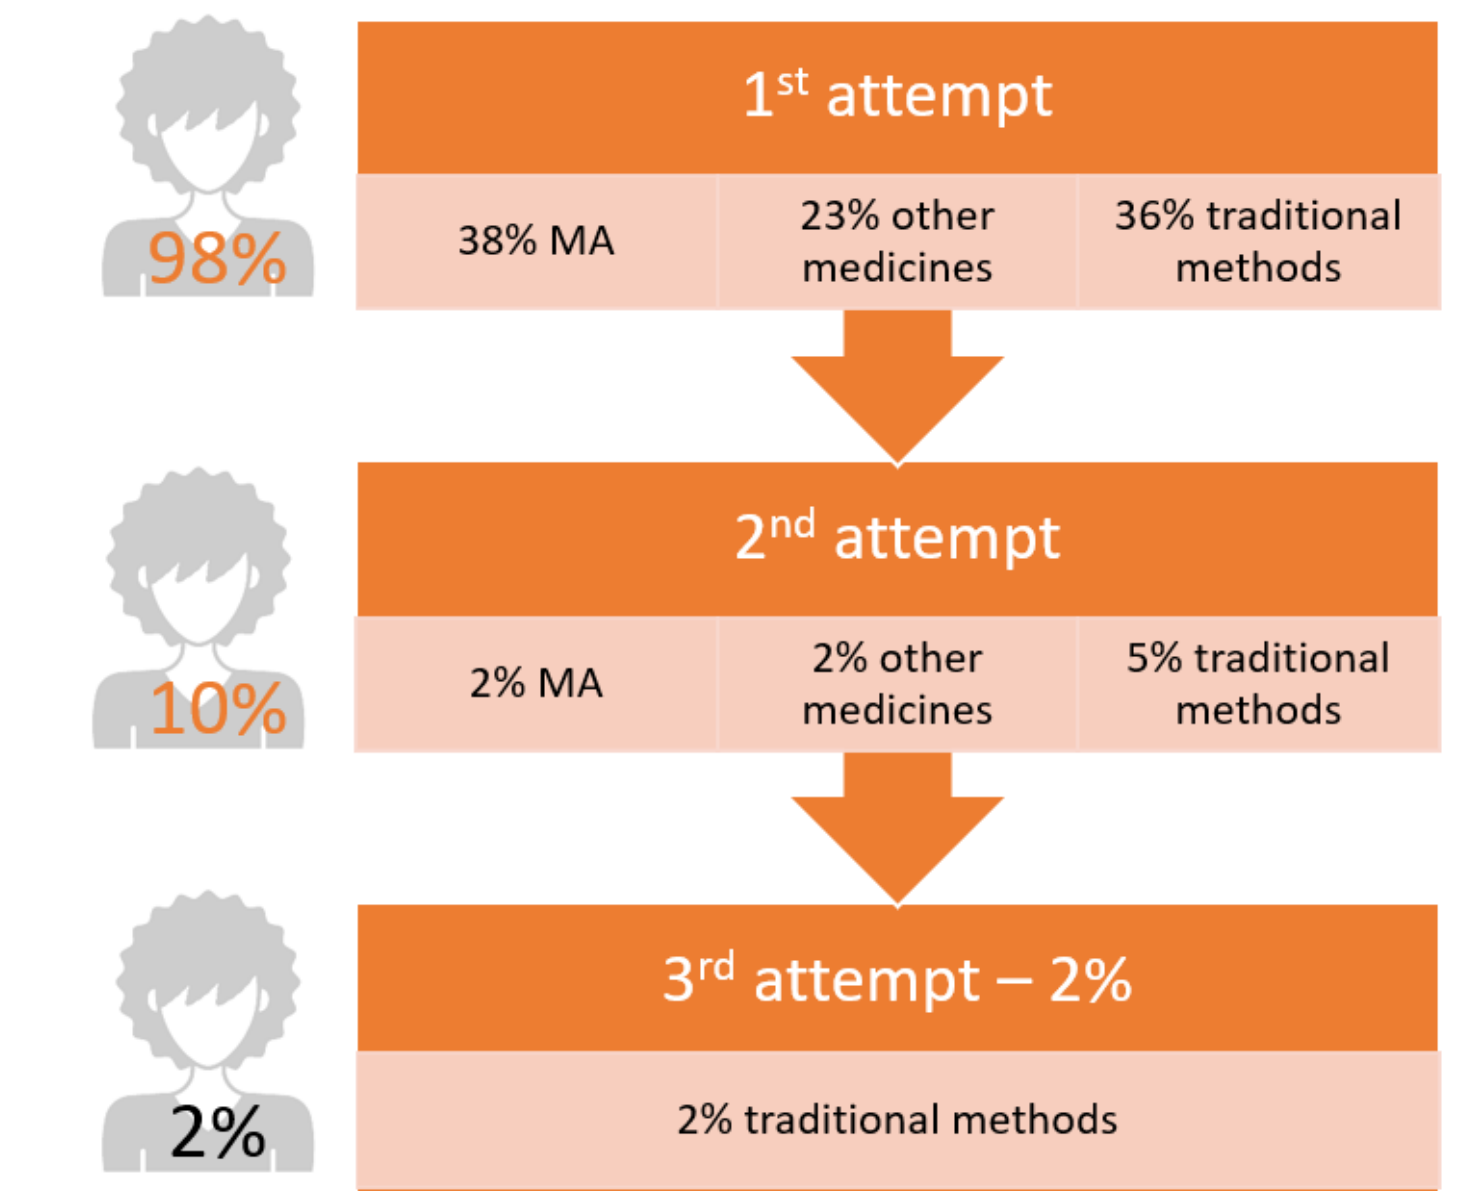 1st attempt
98%
38% MA
23% other
medicines
36% traditional
methods
2nd attempt
10%
2% MA
2% other
medicines
5% traditional
methods
3rd attempt – 2%
2%
2% traditional methods